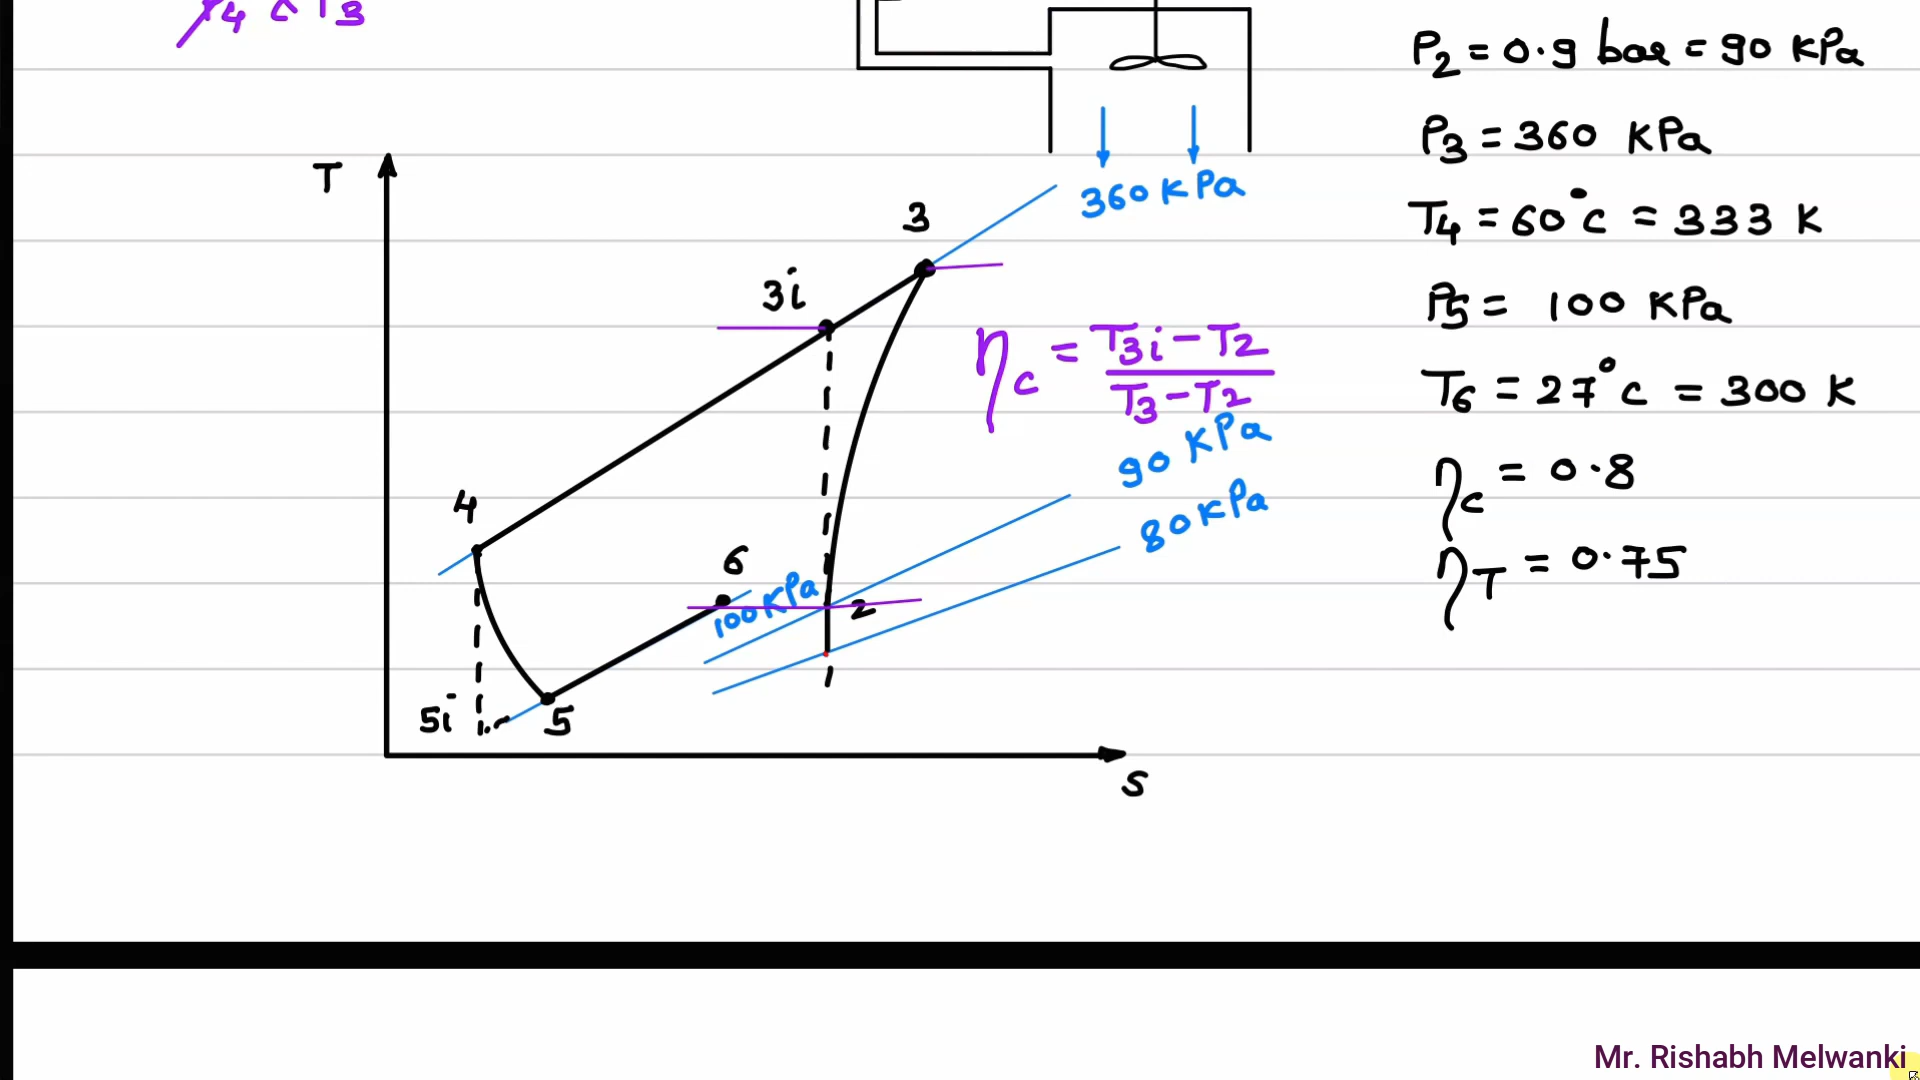 4 < T3
P2 = 0.9 bar = 90 KPa
P3 = 360 KPa
T4 = 60°c = 333 K
P5 = 100 KPa
T6 = 27°c = 300 K
ηc = 0.8
ηT = 0.75
T
360 KPa
3
3i
ηc = T3i - T2
T3 - T2
90 KPa
80 KPa
4
6
100 KPa
2
5i
5
S
Mr. Rishabh Melwanki